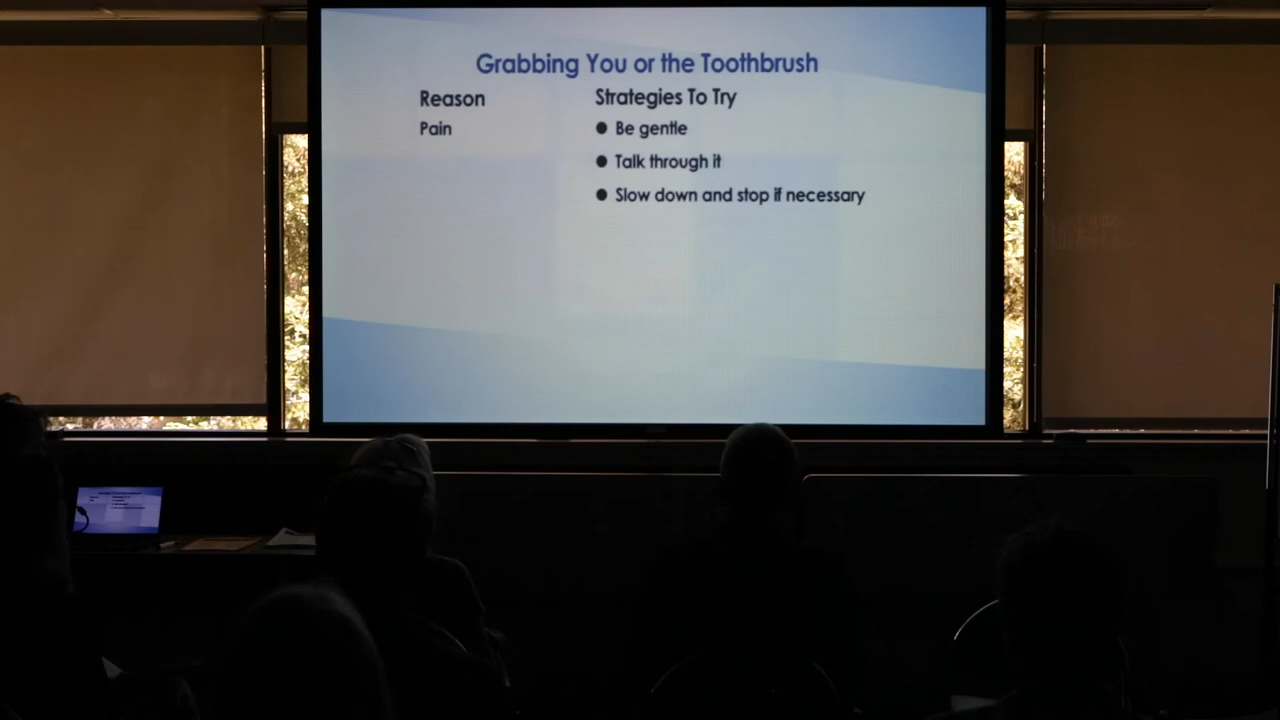 Grabbing You or the Toothbrush
Reason Strategies To Try
Pain ● Be gentle
● Talk through it
● Slow down and stop if necessary